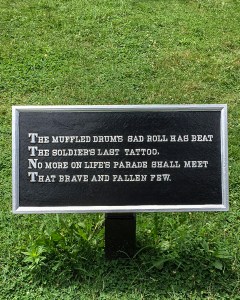 THE MUFFLED DRUM'S SAD ROLL HAS BEAT
THE SOLDIER'S LAST TATTOO.
NO MORE ON LIFE'S PARADE SHALL MEET
THAT BRAVE AND FALLEN FEW.